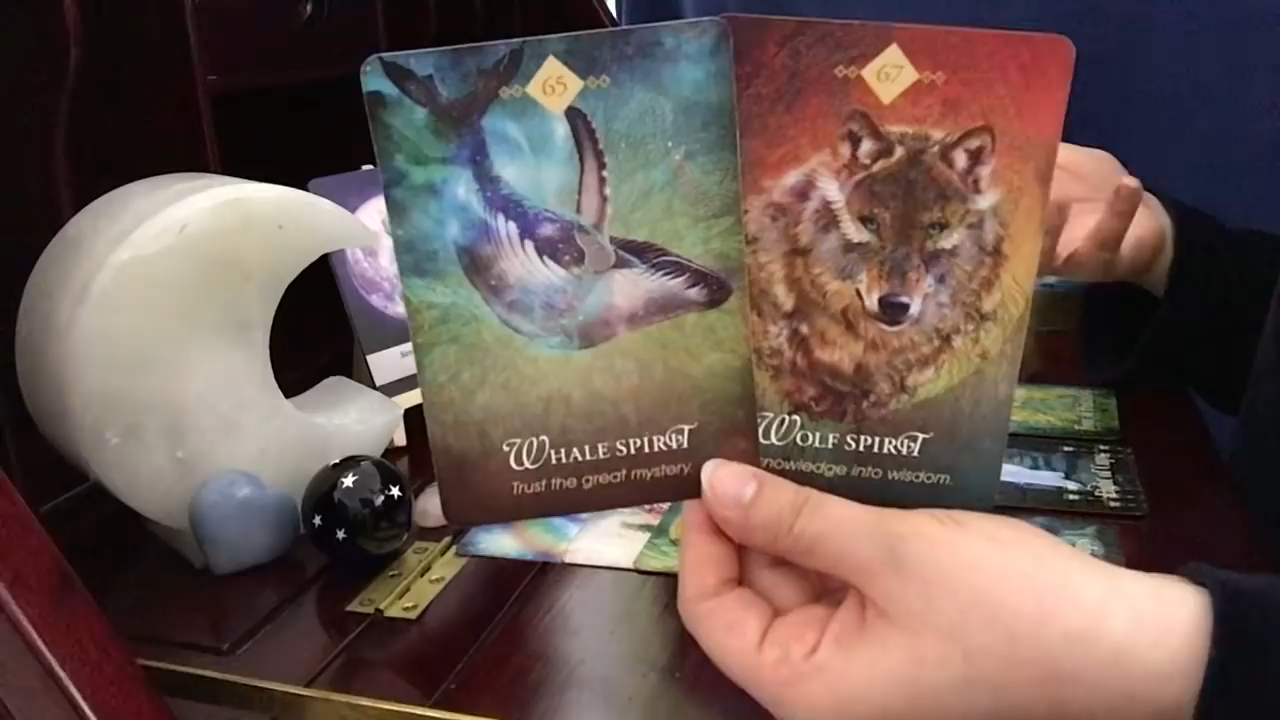 65
WHALE SPIRIT
Trust the great mystery.
67
WOLF SPIRIT
nowledge into wisdom.